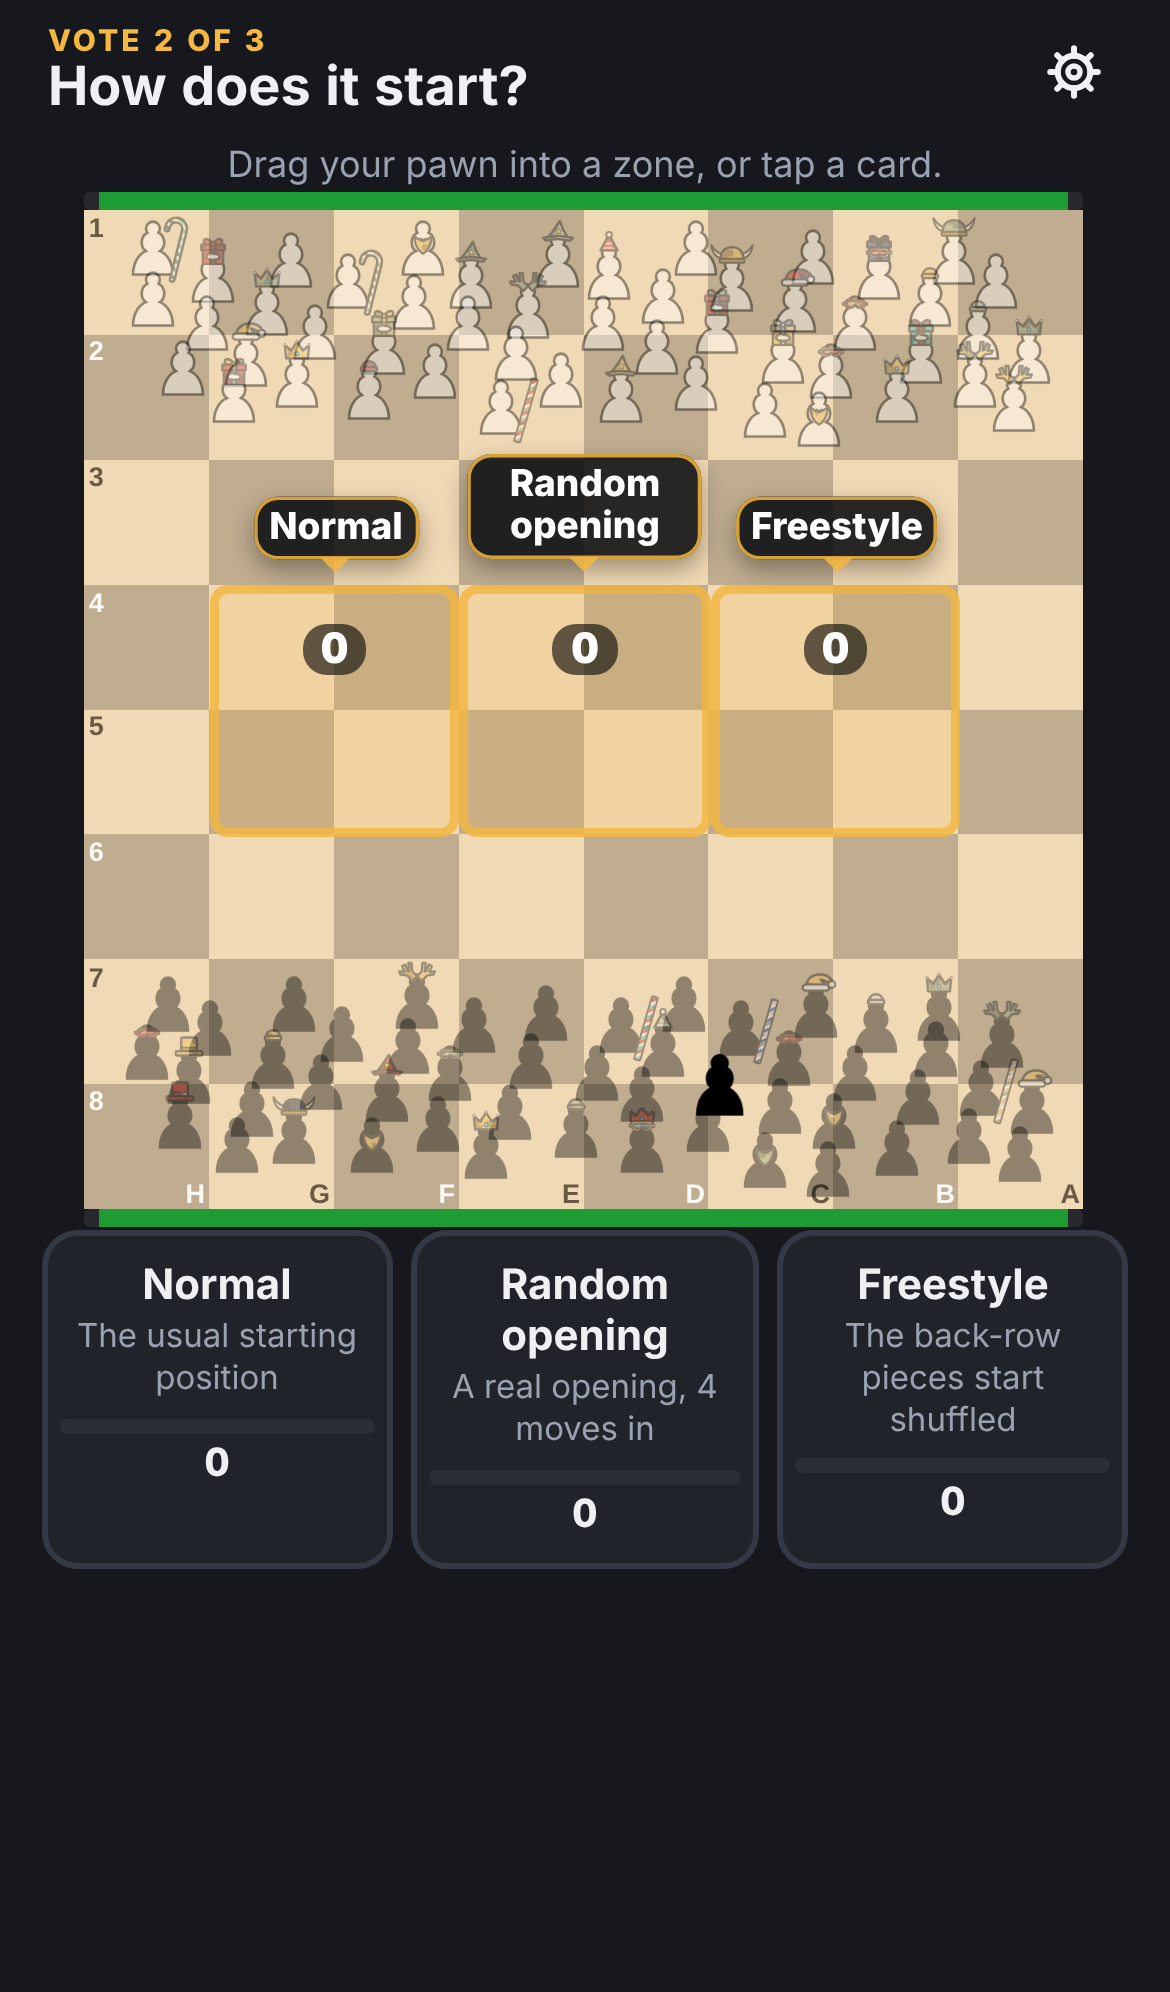 VOTE 2 OF 3
How does it start?
Drag your pawn into a zone, or tap a card.
1
2
3
Normal
Random
opening
Freestyle
4
0
0
0
5
6
7
8
H
G
F
E
D
C
B
A
Normal
The usual starting
position
0
Random
opening
A real opening, 4
moves in
0
Freestyle
The back-row
pieces start
shuffled
0